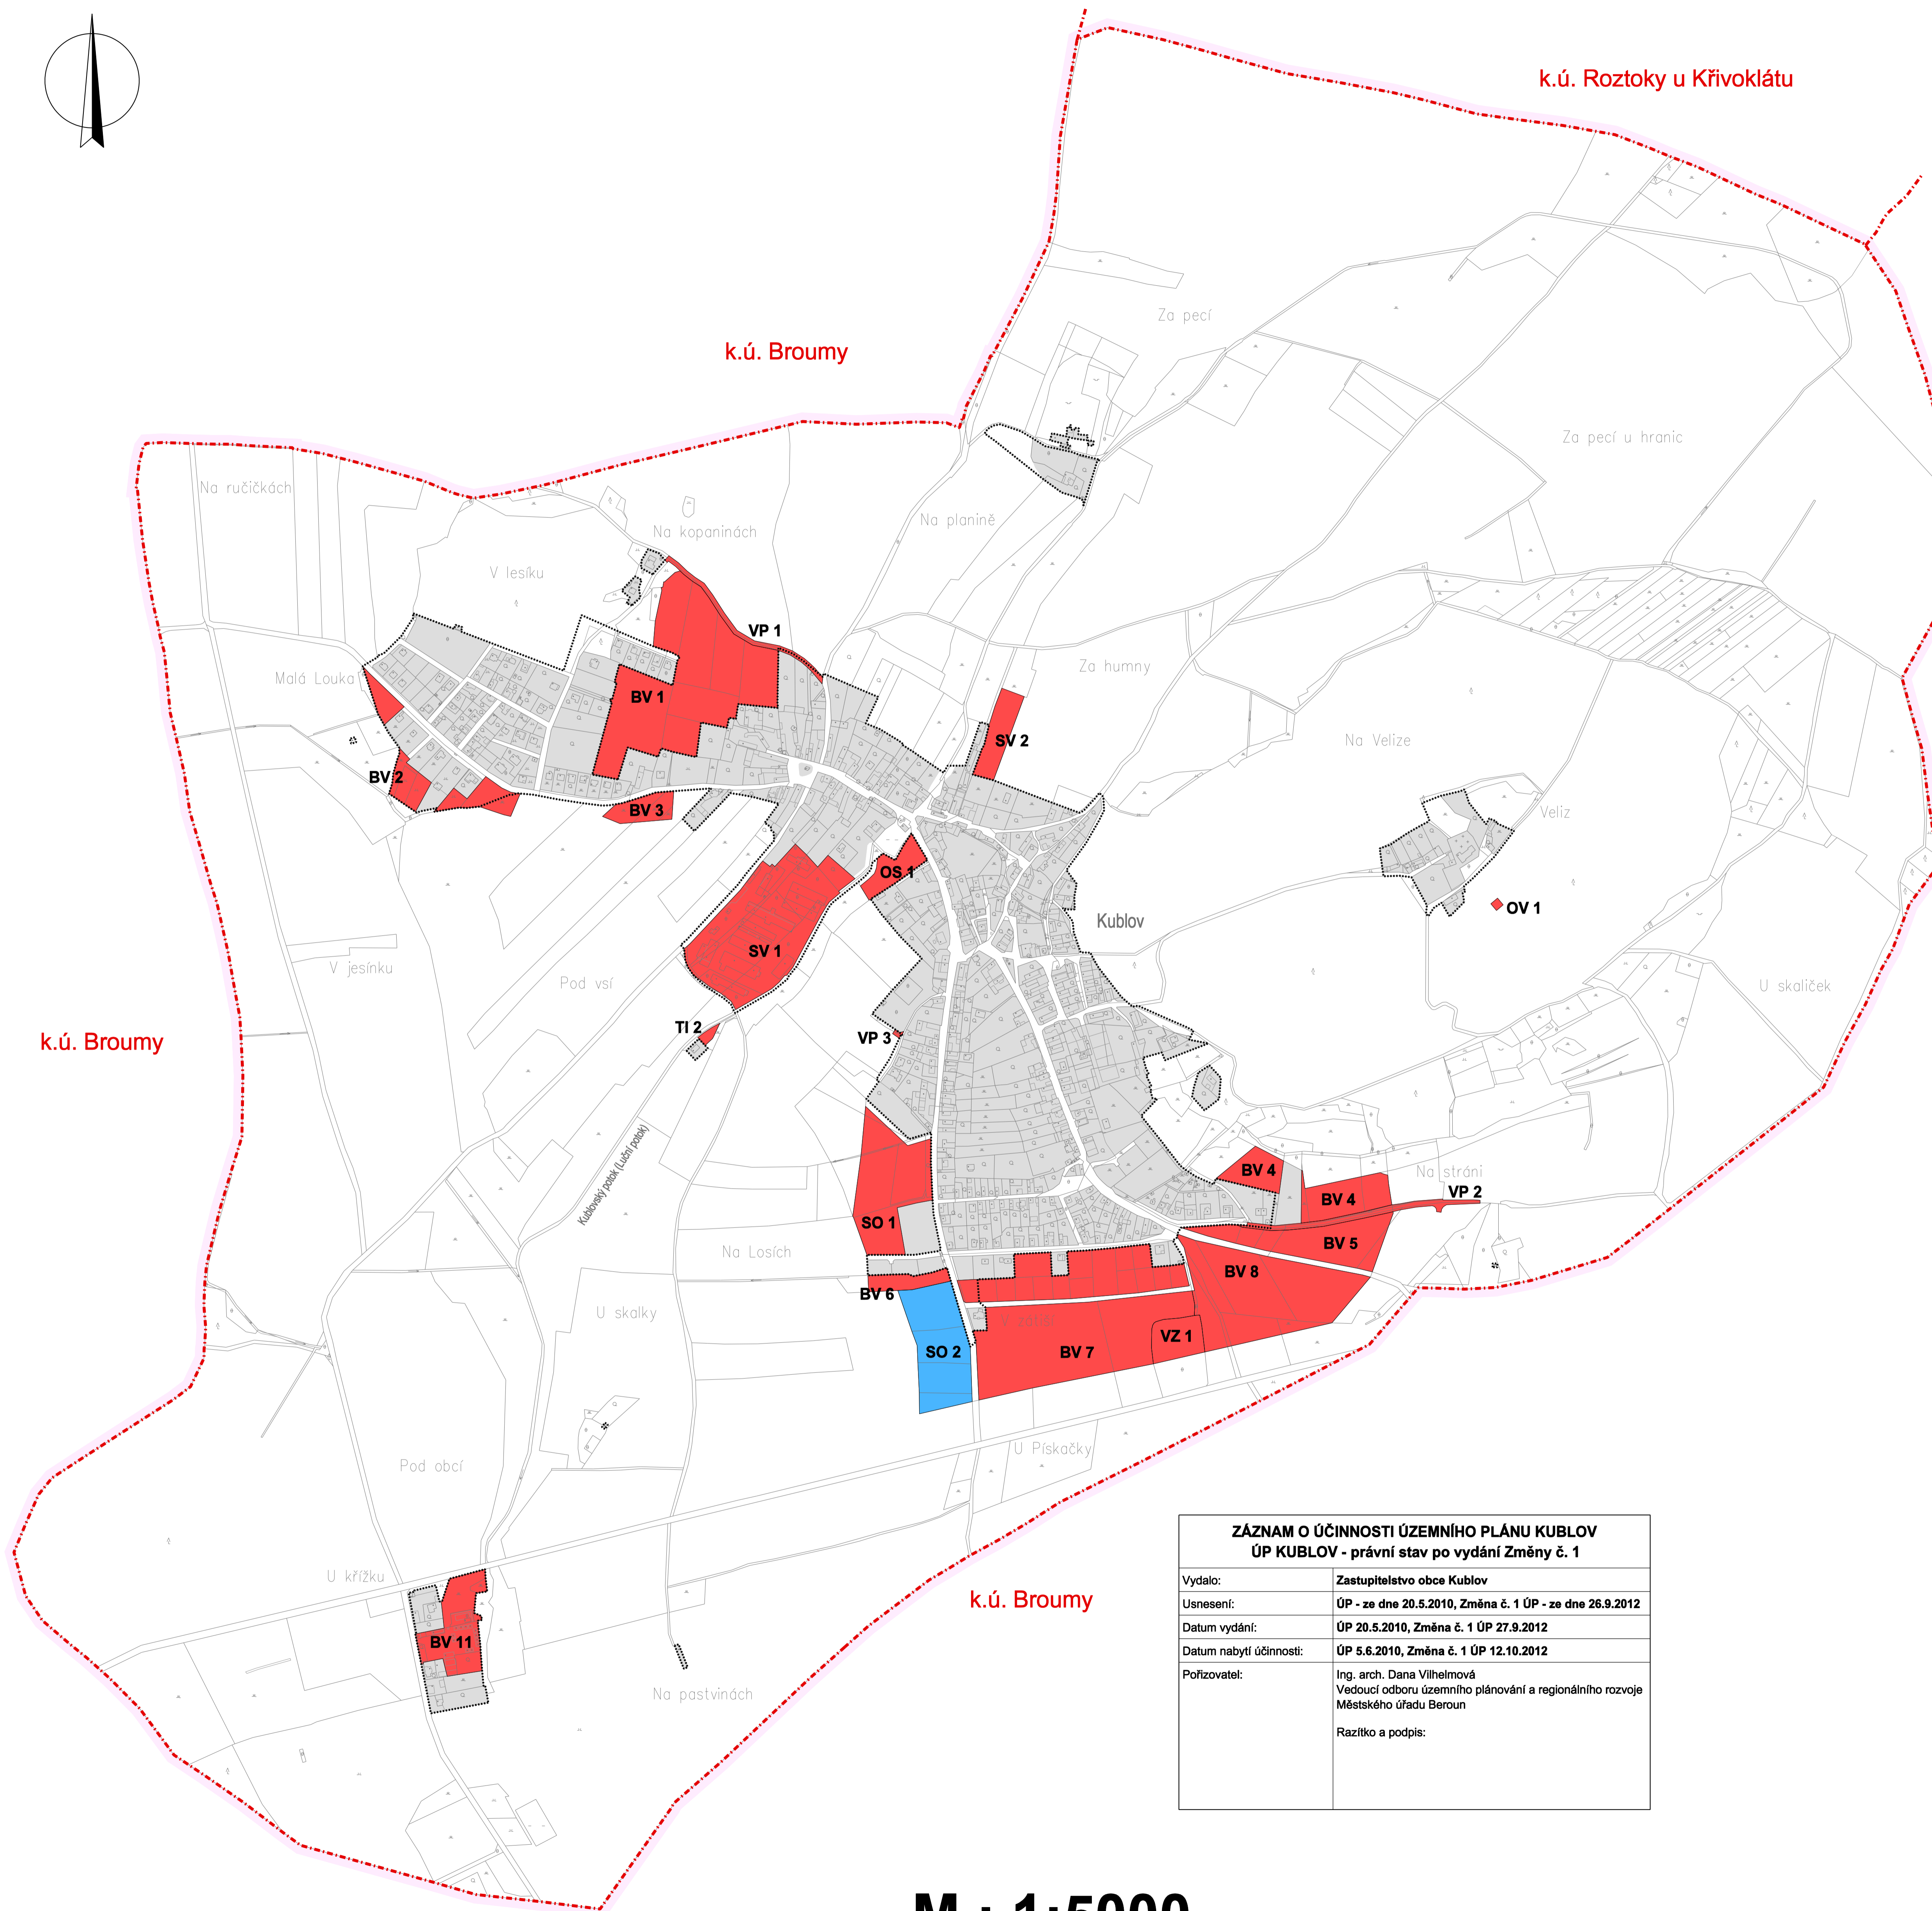 k.ú. Roztoky u Křivoklátu
Za pecí
k.ú. Broumy
Za pecí u hranic
Na ručičkách
Na planině
Na kopaninách
V lesíku
VP 1
Za humny
Malá Louka
BV 1
SV 2
Na Velize
BV 2
BV 3
Veliz
OS 1
OV 1
Kublov
SV 1
V jesínku
Pod vsí
U skaliček
TI 2
VP 3
k.ú. Broumy
Kublovský potok (Luční potok)
BV 4
Na stráni
BV 4
VP 2
SO 1
BV 5
Na Losích
BV 8
BV 6
U skalky
VZ 1
SO 2
BV 7
U Pískačky
Pod obcí
U křížku
k.ú. Broumy
BV 11
Na pastvinách
ZÁZNAM O ÚČINNOSTI ÚZEMNÍHO PLÁNU KUBLOV
ÚP KUBLOV - právní stav po vydání Změny č. 1
Vydalo: Zastupitelstvo obce Kublov
Usnesení: ÚP - ze dne 20.5.2010, Změna č. 1 ÚP - ze dne 26.9.2012
Datum vydání: ÚP 20.5.2010, Změna č. 1 ÚP 27.9.2012
Datum nabytí účinnosti: ÚP 5.6.2010, Změna č. 1 ÚP 12.10.2012
Pořizovatel: Ing. arch. Dana Vilhelmová
Vedoucí odboru územního plánování a regionálního rozvoje
Městského úřadu Beroun
Razítko a podpis:
M : 1:5000